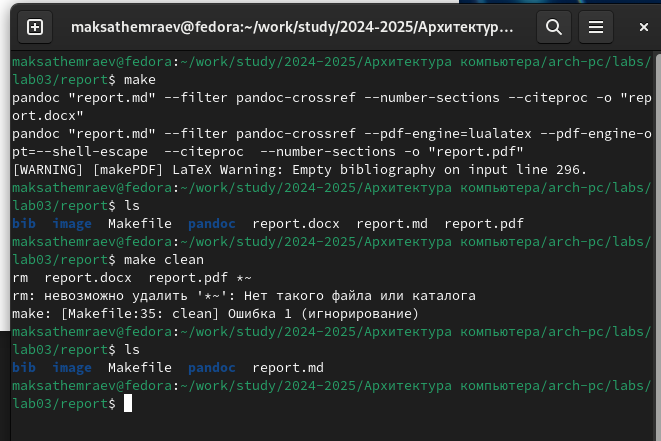 maksathemraev@fedora:~/work/study/2024-2025/Архитектур...
maksathemraev@fedora:~/work/study/2024-2025/Архитектура компьютера/arch-pc/labs/
lab03/report$ make
pandoc "report.md" --filter pandoc-crossref --number-sections --citeproc -o "rep
ort.docx"
pandoc "report.md" --filter pandoc-crossref --pdf-engine=lualatex --pdf-engine-o
pt=--shell-escape  --citeproc  --number-sections -o "report.pdf"
[WARNING] [makePDF] LaTeX Warning: Empty bibliography on input line 296.
maksathemraev@fedora:~/work/study/2024-2025/Архитектура компьютера/arch-pc/labs/
lab03/report$ ls
bib  image  Makefile  pandoc  report.docx  report.md  report.pdf
maksathemraev@fedora:~/work/study/2024-2025/Архитектура компьютера/arch-pc/labs/
lab03/report$ make clean
rm  report.docx  report.pdf *~
rm: невозможно удалить '*~': Нет такого файла или каталога
make: [Makefile:35: clean] Ошибка 1 (игнорирование)
maksathemraev@fedora:~/work/study/2024-2025/Архитектура компьютера/arch-pc/labs/
lab03/report$ ls
bib  image  Makefile  pandoc  report.md
maksathemraev@fedora:~/work/study/2024-2025/Архитектура компьютера/arch-pc/labs/
lab03/report$